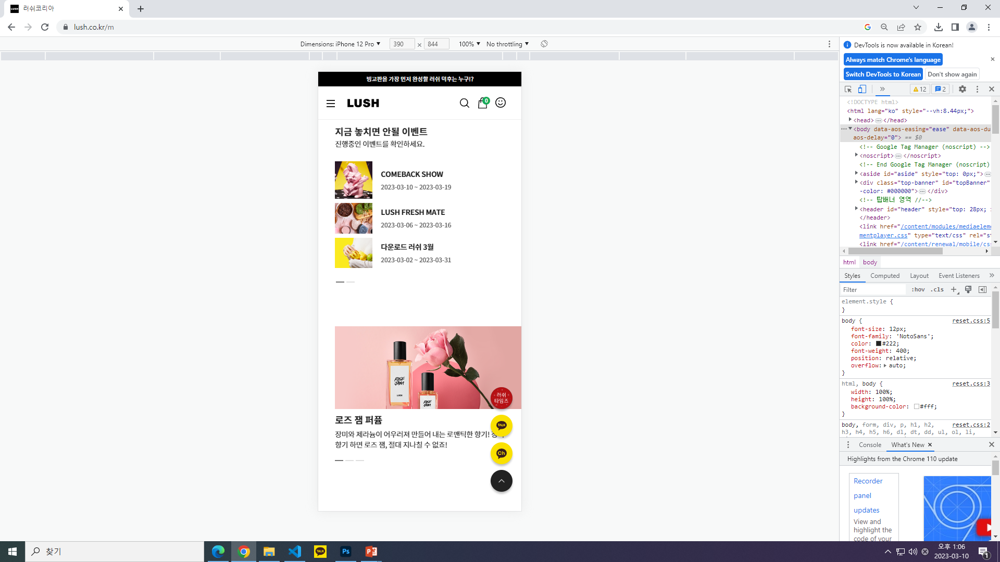 LUSH
러쉬코리아
lush.co.kr/m
Dimensions: iPhone 12 Pro
390
×
844
100%
No throttling
빙고판을 가장 먼저 완성할 러쉬 덕후는 누구!?
LUSH
0
지금 놓치면 안될 이벤트
진행중인 이벤트를 확인하세요.
COMEBACK SHOW
2023-03-10 ~ 2023-03-19
LUSH FRESH MATE
2023-03-06 ~ 2023-03-16
다운로드 러쉬 3월
2023-03-02 ~ 2023-03-31
ROSE JAM
LUSH
ROSE JAM
로즈 잼 퍼퓸
장미와 제라늄이 어우러져 만들어 내는 로맨틱한 향기!
향기 하면 로즈 잼, 절대 지나칠 수 없죠!
러쉬
타임즈
TALK
Ch
DevTools is now available in Korean!
Always match Chrome's language
Switch DevTools to Korean
Don't show again
12
2
<!DOCTYPE html>
<html lang="ko" style="--vh:8.44px;">
<head>…</head>
<body data-aos-easing="ease" data-aos-du
aos-delay="0"> == $0
<!-- Google Tag Manager (noscript) -->
<noscript>…</noscript>
<!-- End Google Tag Manager (noscript)
<aside id="aside" style="top: 0px;">…
<div class="top-banner" id="topBanner"
-color: #000000">…</div>
<!-- 탑배너 영역 //-->
<header id="header" style="top: 28px;
</header>
<link href="/content/modules/mediaeleme
mentplayer.css" type="text/css" rel="st
<link href="/content/renewal/mobile/css
html
body
Styles
Computed
Layout
Event Listeners
Filter
:hov
.cls
element.style {
}
body {
reset.css:5
font-size: 12px;
font-family: 'NotoSans';
color: #222;
font-weight: 400;
position: relative;
overflow: auto;
}
html, body {
reset.css:3
width: 100%;
height: 100%;
background-color: #fff;
}
body, form, div, p, h1, h2,
reset.css:2
h3, h4, h5, h6, dl, dt, dd, ul, ol, li,
Console
What's New
Highlights from the Chrome 110 update
Recorder
panel
updates
View and
highlight the
code of your
찾기
TALK
Ps
오후 1:06
2023-03-10
1